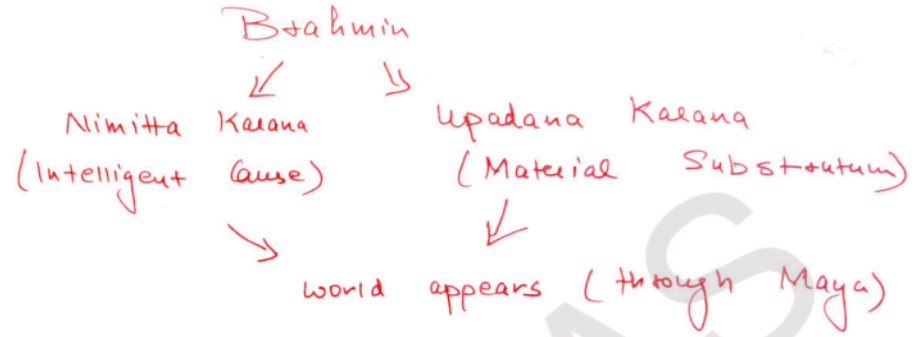 Brahmin
Nimitta Karana Upadana Karana
(Intelligent Cause) (Material Substratum)
world appears (through Maya)